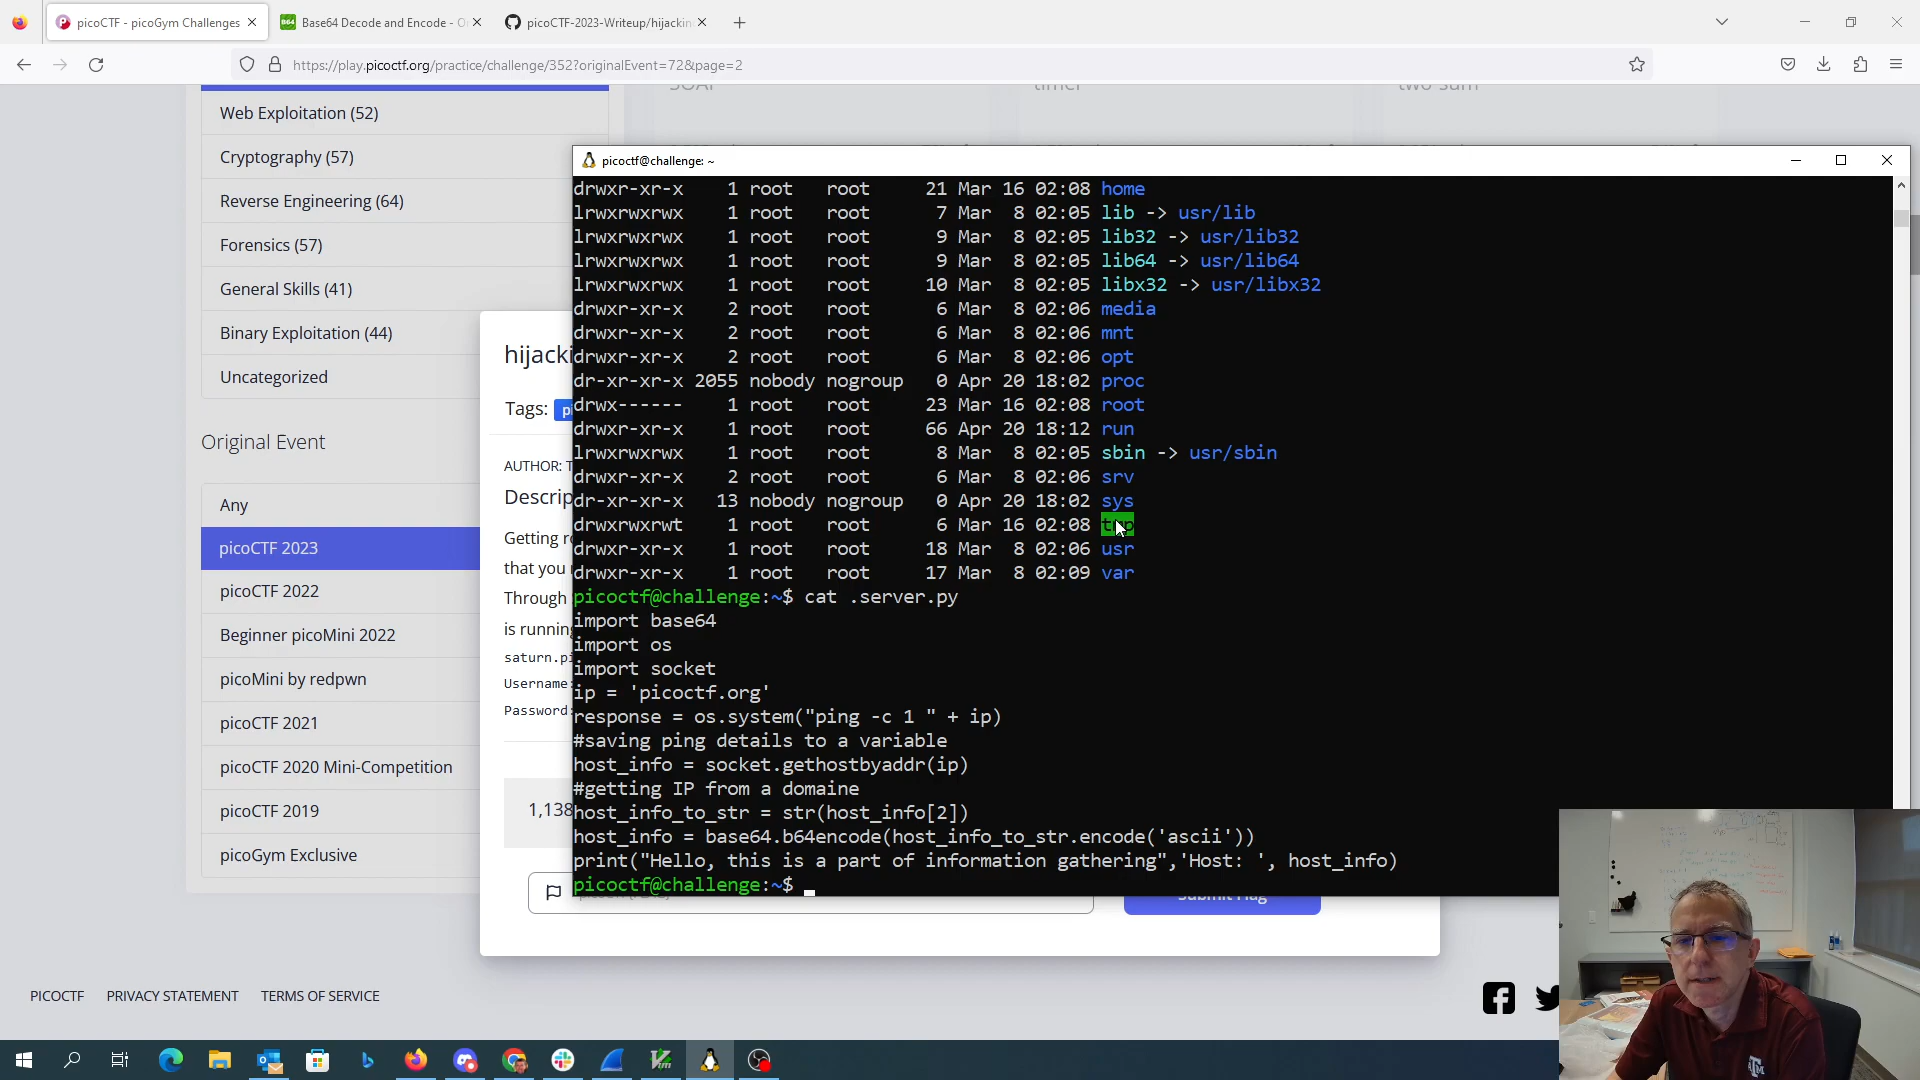 picoCTF - picoGym Challenges
Base64 Decode and Encode - O
picoCTF-2023-Writeup/hijackin
https://play.picoctf.org/practice/challenge/352?originalEvent=72&page=2
SOAP
timer
two-sum
Web Exploitation (52)
Cryptography (57)
Reverse Engineering (64)
Forensics (57)
General Skills (41)
Binary Exploitation (44)
Uncategorized
Original Event
Any
picoCTF 2023
picoCTF 2022
Beginner picoMini 2022
picoMini by redpwn
picoCTF 2021
picoCTF 2020 Mini-Competition
picoCTF 2019
picoGym Exclusive
hijacki
Tags: pi
AUTHOR: T
Descrip
Getting ro
that you
Through
is running
saturn.pi
Username:
Password:
1,138
Submit Flag
picoctf@challenge: ~
drwxr-xr-x 1 root root 21 Mar 16 02:08 home
lrwxrwxrwx 1 root root 7 Mar 8 02:05 lib -> usr/lib
lrwxrwxrwx 1 root root 9 Mar 8 02:05 lib32 -> usr/lib32
lrwxrwxrwx 1 root root 9 Mar 8 02:05 lib64 -> usr/lib64
lrwxrwxrwx 1 root root 10 Mar 8 02:05 libx32 -> usr/libx32
drwxr-xr-x 2 root root 6 Mar 8 02:06 media
drwxr-xr-x 2 root root 6 Mar 8 02:06 mnt
drwxr-xr-x 2 root root 6 Mar 8 02:06 opt
dr-xr-xr-x 2055 nobody nogroup 0 Apr 20 18:02 proc
drwx------ 1 root root 23 Mar 16 02:08 root
drwxr-xr-x 1 root root 66 Apr 20 18:12 run
lrwxrwxrwx 1 root root 8 Mar 8 02:05 sbin -> usr/sbin
drwxr-xr-x 2 root root 6 Mar 8 02:06 srv
dr-xr-xr-x 13 nobody nogroup 0 Apr 20 18:02 sys
drwxrwxrwt 1 root root 6 Mar 16 02:08 tmp
drwxr-xr-x 1 root root 18 Mar 8 02:06 usr
drwxr-xr-x 1 root root 17 Mar 8 02:09 var
picoctf@challenge:~$ cat .server.py
import base64
import os
import socket
ip = 'picoctf.org'
response = os.system("ping -c 1 " + ip)
#saving ping details to a variable
host_info = socket.gethostbyaddr(ip)
#getting IP from a domaine
host_info_to_str = str(host_info[2])
host_info = base64.b64encode(host_info_to_str.encode('ascii'))
print("Hello, this is a part of information gathering",'Host: ', host_info)
picoctf@challenge:~$
PICOCTF
PRIVACY STATEMENT
TERMS OF SERVICE